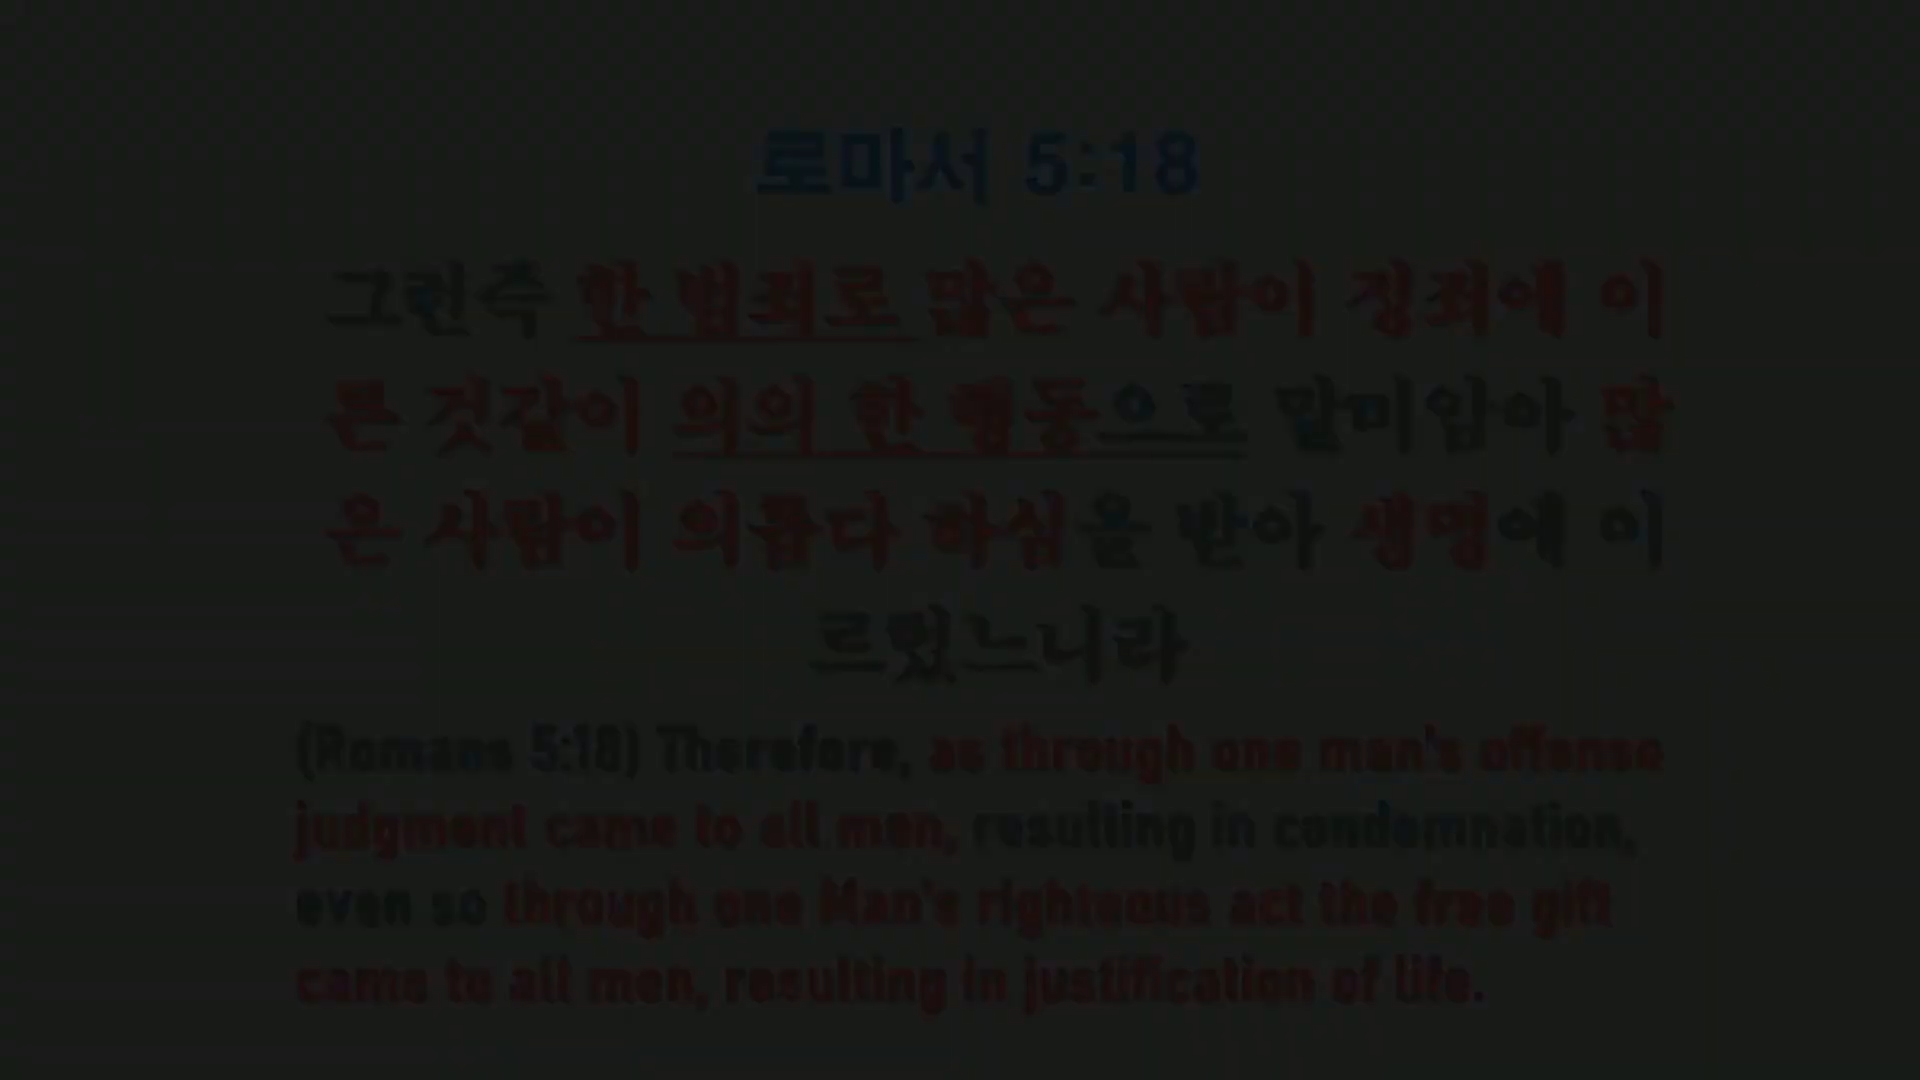 로마서 5:18
그런즉 한 범죄로 많은 사람이 정죄에 이
른 것같이 의의 한 행동으로 말미암아 많
은 사람이 의롭다 하심을 받아 생명에 이
르렀느니라
(Romans 5:18) Therefore, as through one man's offense
judgment came to all men, resulting in condemnation,
even so through one Man's righteous act the free gift
came to all men, resulting in justification of life.